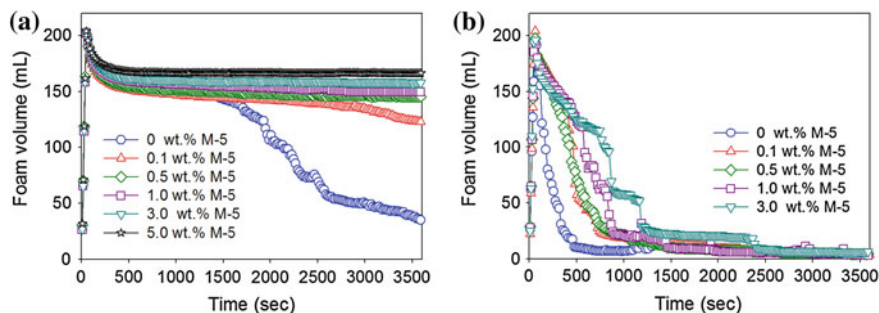 (a)
Foam volume (mL)
200
150
100
50
0
0 wt.% M-5
0.1 wt.% M-5
0.5 wt.% M-5
1.0 wt.% M-5
3.0 wt.% M-5
5.0 wt.% M-5
0 500 1000 1500 2000 2500 3000 3500
Time (sec)
(b)
Foam volume (mL)
200
150
100
50
0
0 wt.% M-5
0.1 wt.% M-5
0.5 wt.% M-5
1.0 wt.% M-5
3.0 wt.% M-5
0 500 1000 1500 2000 2500 3000 3500
Time (sec)